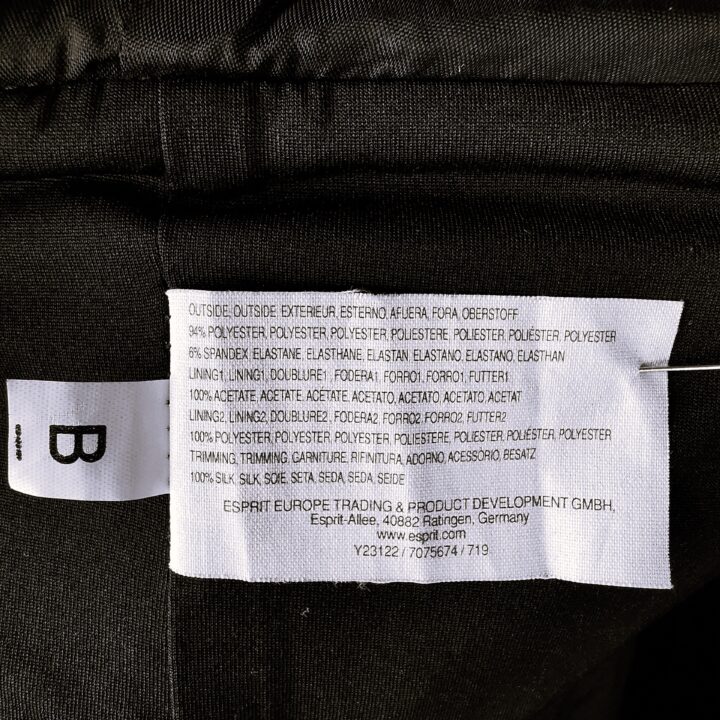 OUTSIDE, OUTSIDE EXTERIEUR, ESTERNO, AFUERA, FORA, OBERSTOFF
94% POLYESTER, POLYESTER, POLYESTER, POLIESTERE, POLIESTER, POLIÉSTER, POLYESTER
6% SPANDEX, ELASTANE, ELASTHANE, ELASTAN, ELASTANO, ELASTANO, ELASTHAN
LINING1, LINING1, DOUBLURE1, FODERA1, FORRO1, FORRO1, FUTTER1
100% ACETATE, ACETATE, ACETATE, ACETATO, ACETATO, ACETATO, ACETAT
LINING2, LINING2, DOUBLURE2, FODERA2, FORRO2, FORRO2, FUTTER2
100% POLYESTER, POLYESTER, POLYESTER, POLIESTERE, POLIESTER, POLIÉSTER, POLYESTER
TRIMMING, TRIMMING, GARNITURE, RIFINITURA, ADORNO, ACESSÓRIO, BESATZ
100% SILK, SILK, SOIE, SETA, SEDA, SEDA, SEIDE
ESPRIT EUROPE TRADING & PRODUCT DEVELOPMENT GMBH,
Esprit-Allee, 40882 Ratingen, Germany
www.esprit.com
Y23122 / 7075674 / 719
B